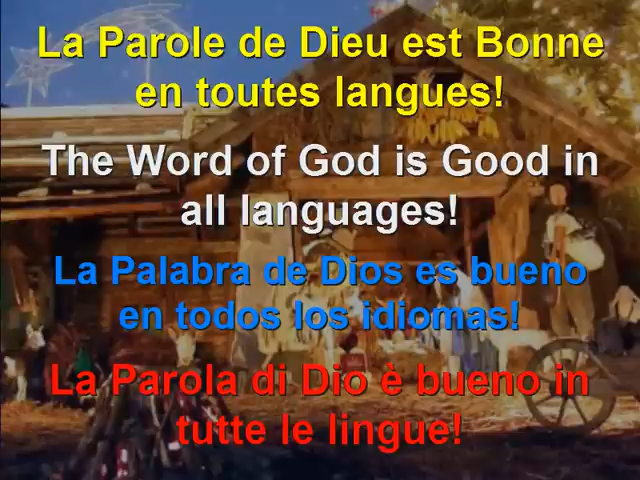 La Parole de Dieu est Bonne
en toutes langues!
The Word of God is Good in
all languages!
La Palabra de Dios es bueno
en todos los idiomas!
La Parola di Dio è bueno in
tutte le lingue!